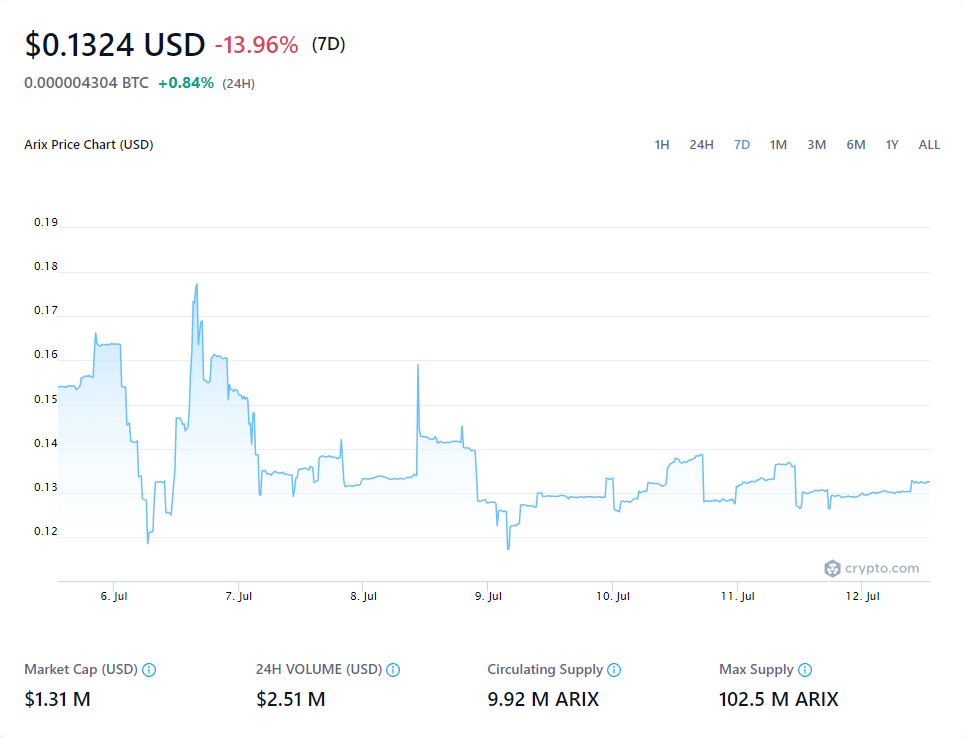 $0.1324 USD -13.96% (7D)
0.000004304 BTC +0.84% (24H)
Arix Price Chart (USD)
1H 24H 7D 1M 3M 6M 1Y ALL
0.19
0.18
0.17
0.16
0.15
0.14
0.13
0.12
crypto.com
6. Jul 7. Jul 8. Jul 9. Jul 10. Jul 11. Jul 12. Jul
Market Cap (USD) 24H VOLUME (USD) Circulating Supply Max Supply
$1.31 M $2.51 M 9.92 M ARIX 102.5 M ARIX